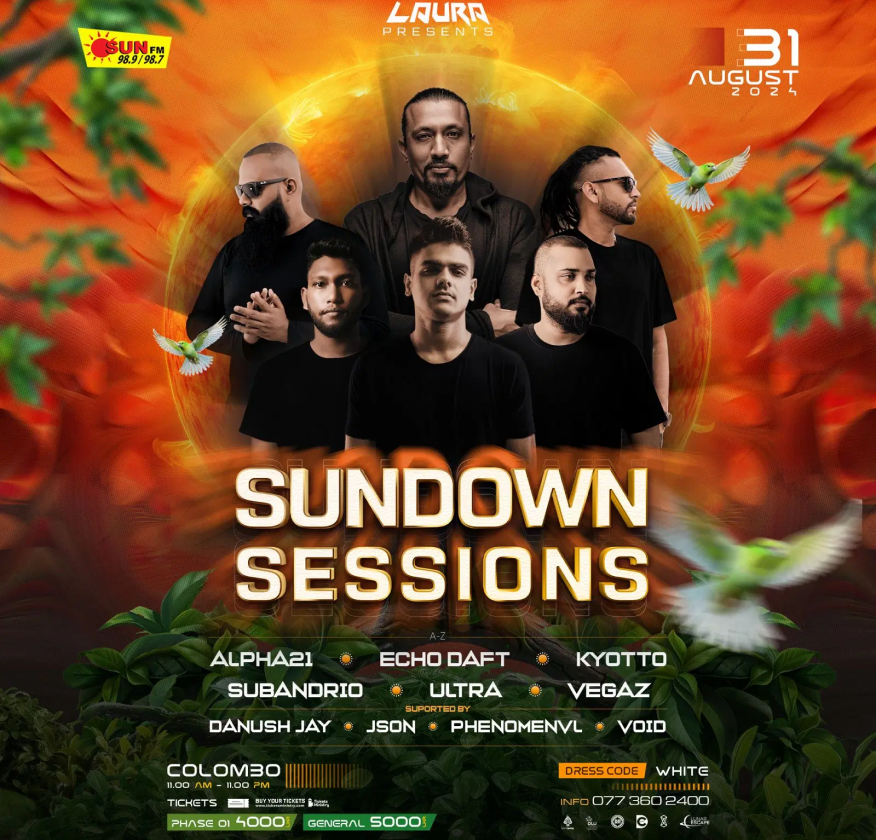 LAURA
PRESENTS
SUN FM
98.9/98.7
31
AUGUST
2024
SUNDOWN
SESSIONS
A-Z
ALPHA21 ECHO DAFT KYOTTO
SUBANDRIO ULTRA VEGAZ
SUPORTED BY
DANUSH JAY JSON PHENOMENVL VOID
COLOMBO
11.00 AM - 11.00 PM
DRESS CODE WHITE
INFO 077 360 2400
TICKETS BUY YOUR TICKETS
PHASE 01 4000 GENERAL 5000